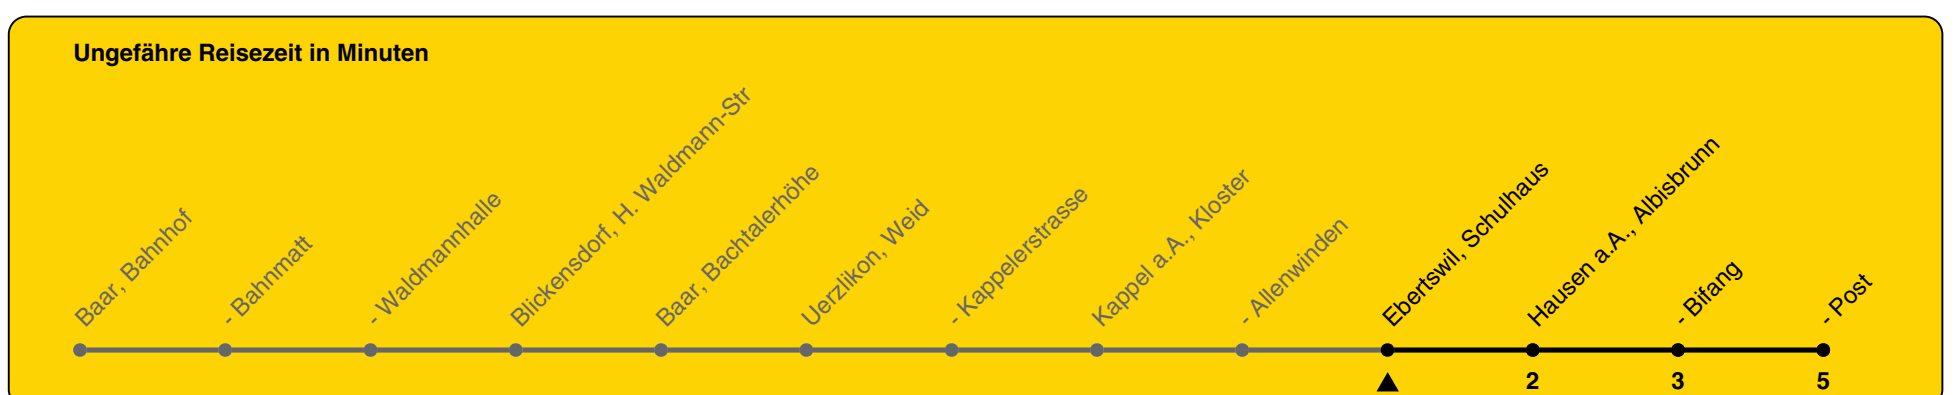 Ungefähre Reisezeit in Minuten
Baar, Bahnhof
- Bahnmatt
- Waldmannhalle
Blickensdorf, H. Waldmann-Str
Baar, Bachtalerhöhe
Uerzlikon, Weid
- Kappelerstrasse
Kappel a.A., Kloster
- Allenwinden
Ebertswil, Schulhaus
Hausen a.A., Albisbrunn
- Bifang
- Post
2 3 5